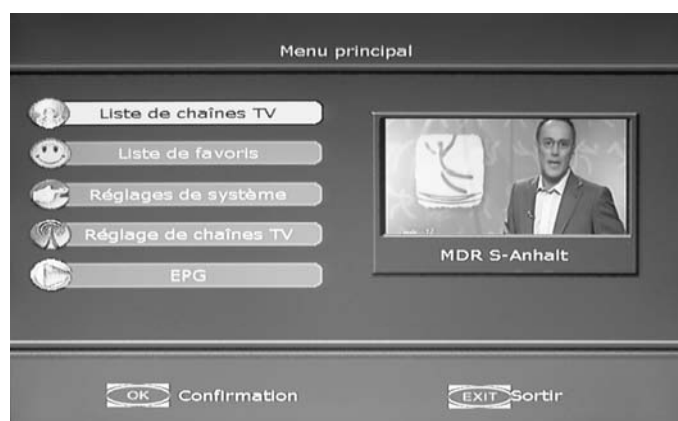 Menu principal
Liste de chaînes TV
Liste de favoris
Réglages de système
Réglage de chaînes TV
EPG
MDR S-Anhalt
OK Confirmation
EXIT Sortir